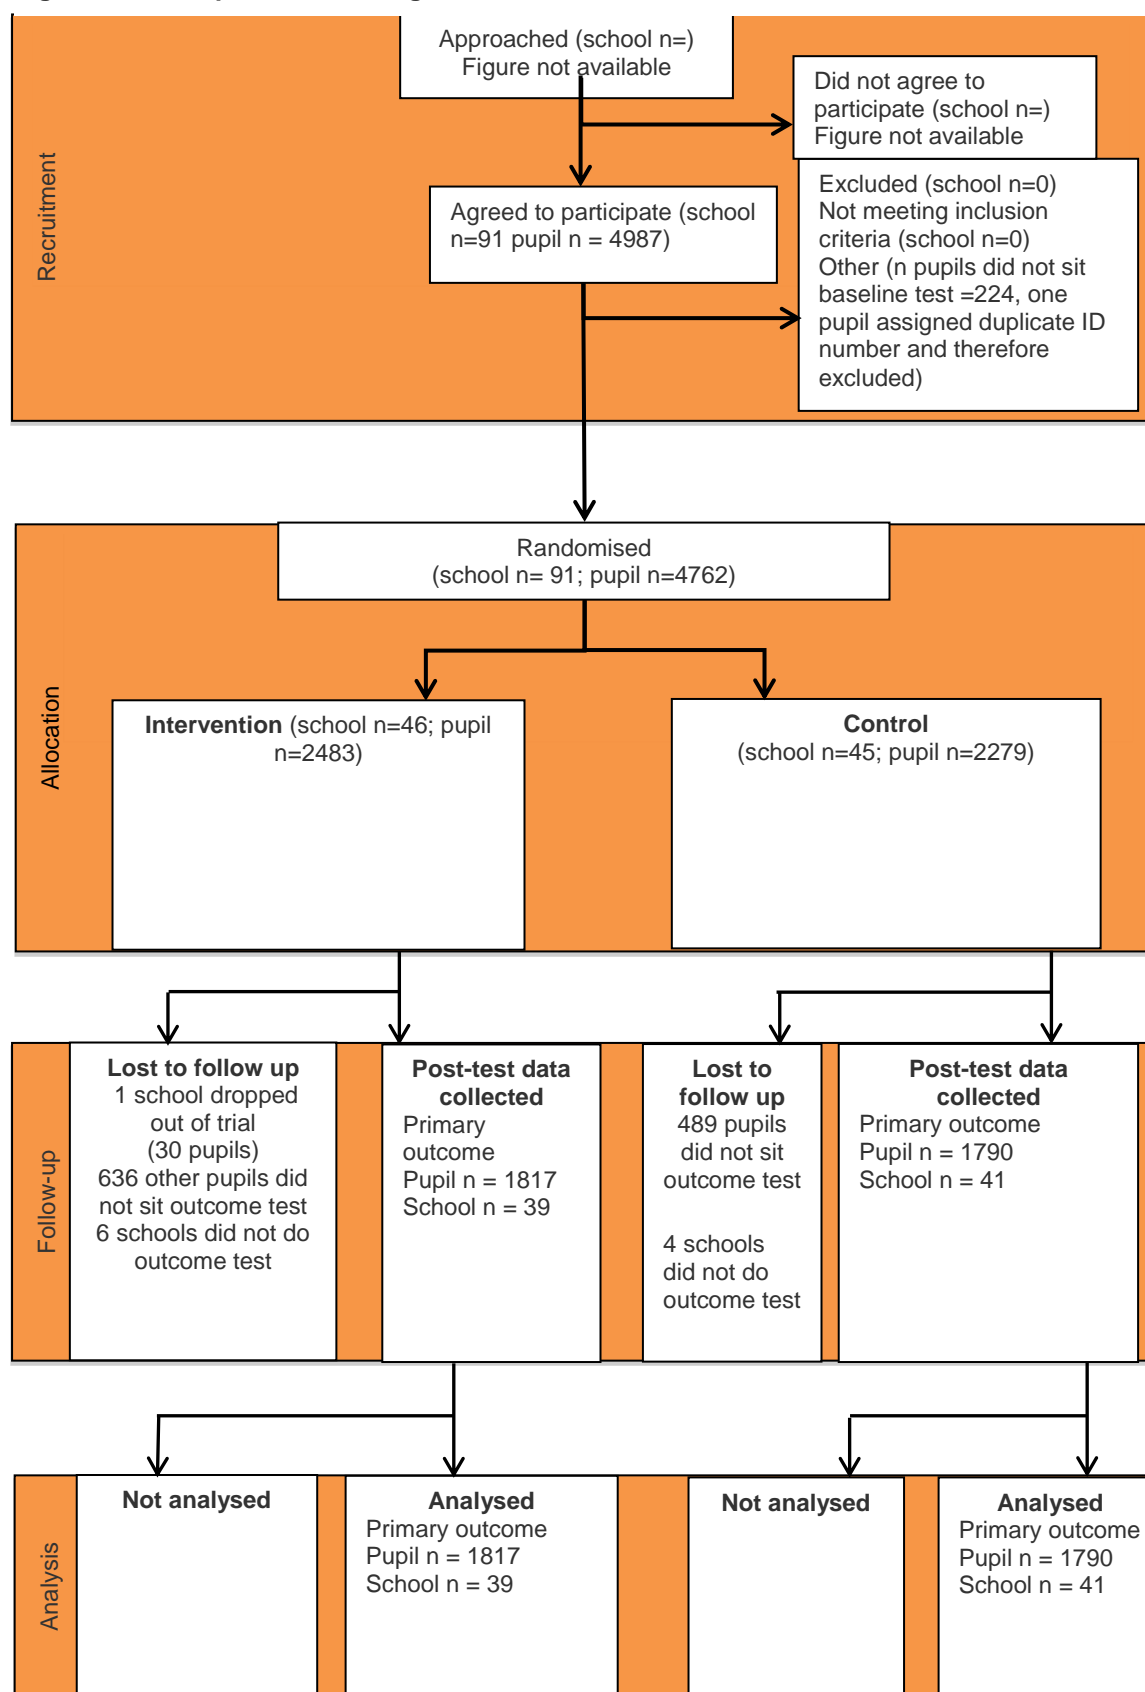 Approached (school n=)
Figure not available
Did not agree to
participate (school n=)
Figure not available
Recruitment
Agreed to participate (school
n=91 pupil n = 4987)
Excluded (school n=0)
Not meeting inclusion
criteria (school n=0)
Other (n pupils did not sit
baseline test =224, one
pupil assigned duplicate ID
number and therefore
excluded)
Randomised
(school n= 91; pupil n=4762)
Allocation
Intervention (school n=46; pupil
n=2483)
Control
(school n=45; pupil n=2279)
Follow-up
Lost to follow up
1 school dropped
out of trial
(30 pupils)
636 other pupils did
not sit outcome test
6 schools did not do
outcome test
Post-test data
collected
Primary
outcome
Pupil n = 1817
School n = 39
Lost to
follow up
489 pupils
did not sit
outcome test
4 schools
did not do
outcome test
Post-test data
collected
Primary outcome
Pupil n = 1790
School n = 41
Analysis
Not analysed
Analysed
Primary outcome
Pupil n = 1817
School n = 39
Not analysed
Analysed
Primary outcome
Pupil n = 1790
School n = 41